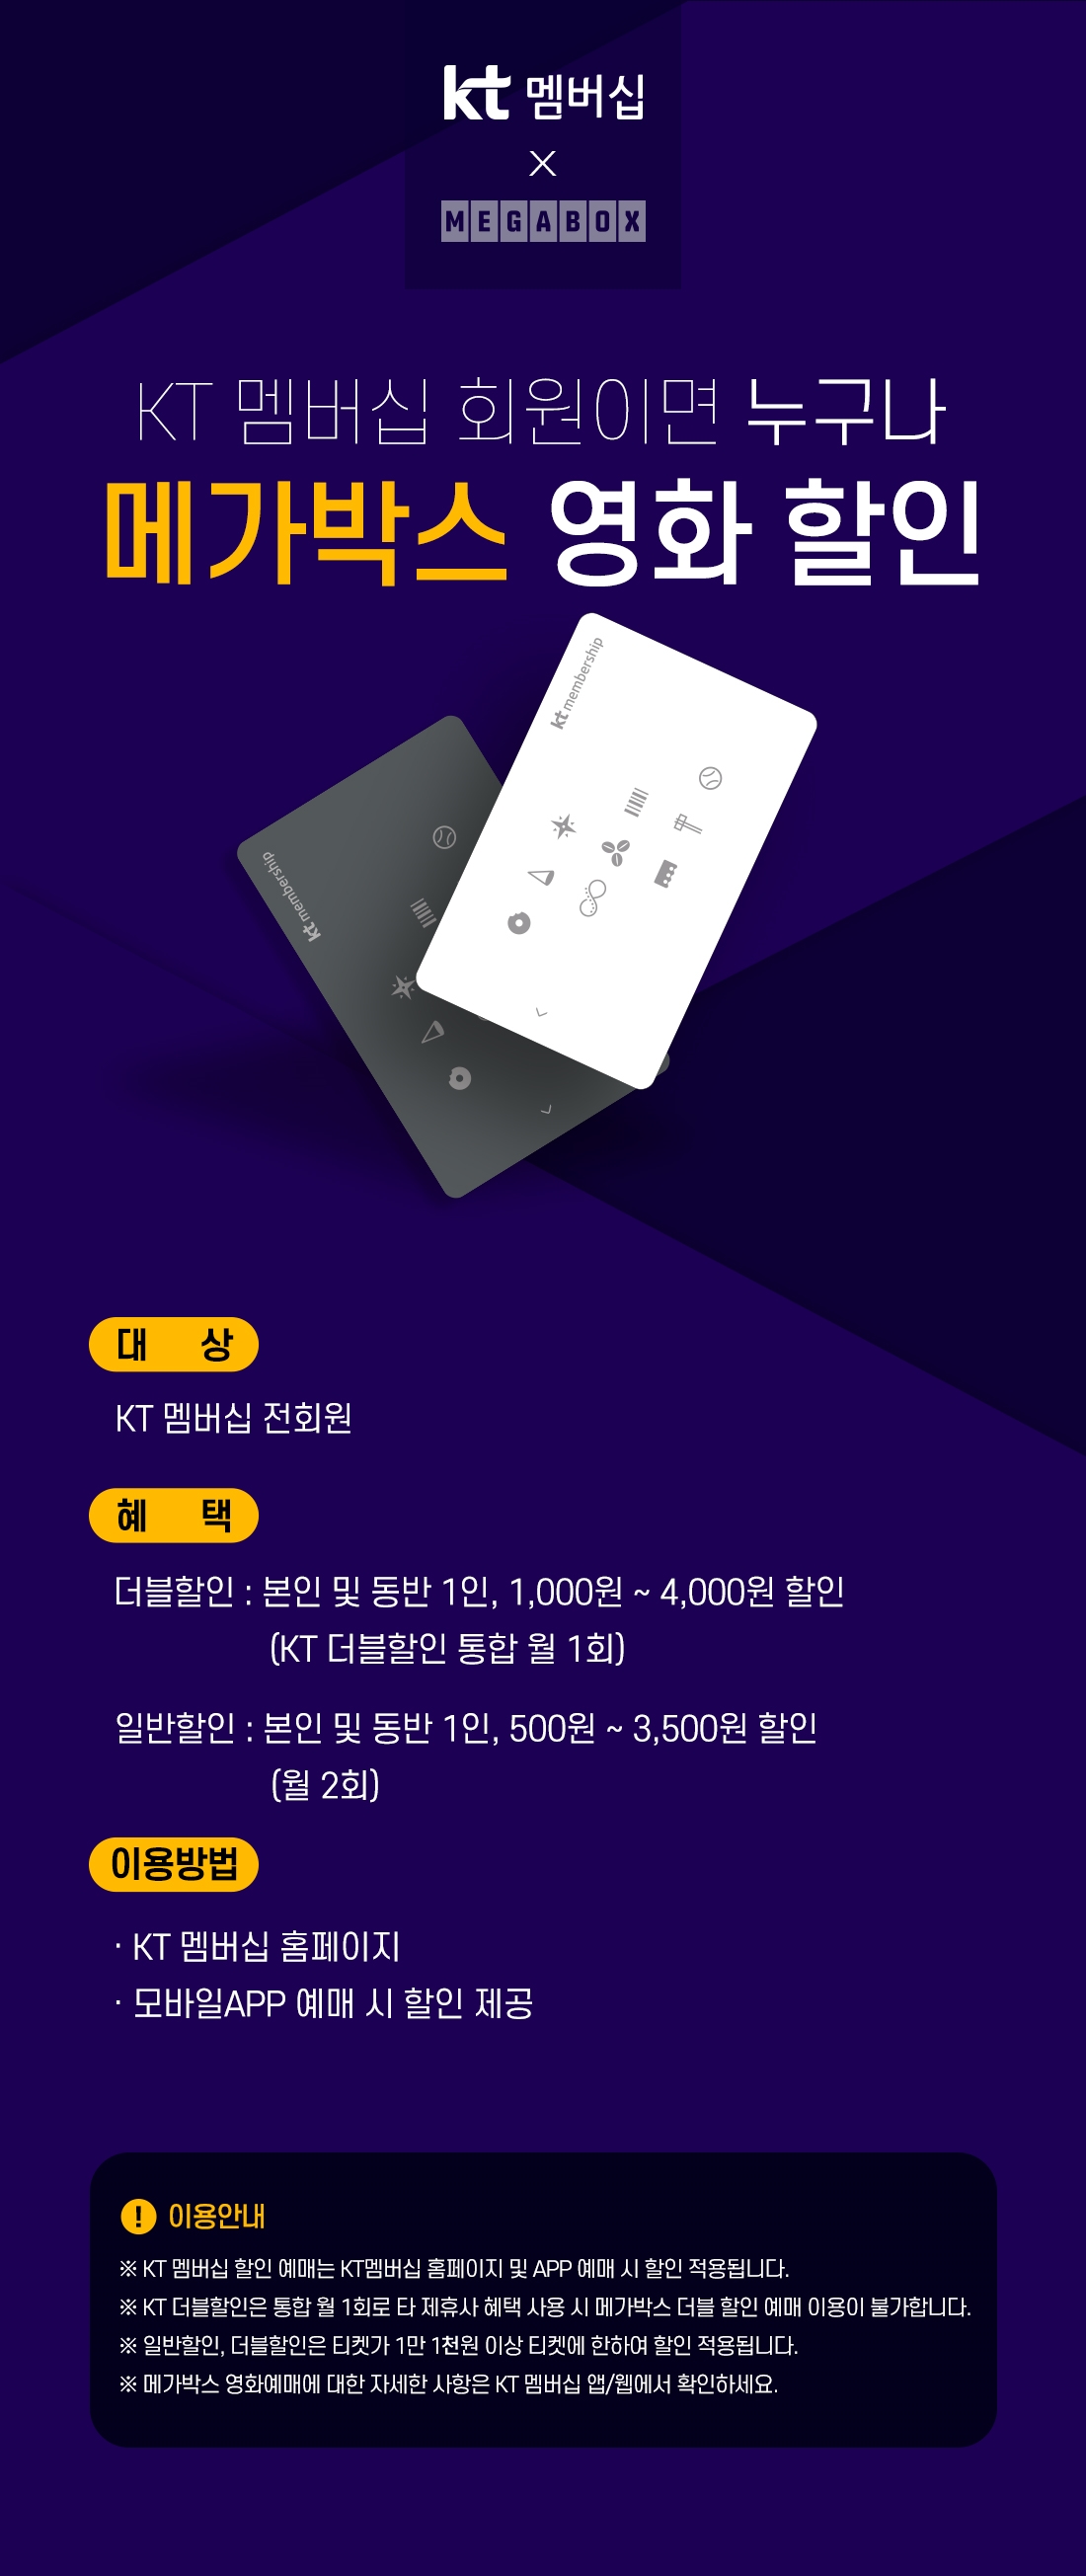 kt 멤버십
X
MEGABOX
KT 멤버십 회원이면 누구나
메가박스 영화 할인
kt membership
kt membership
대 상
KT 멤버십 전회원
혜 택
더블할인 : 본인 및 동반 1인, 1,000원 ~ 4,000원 할인
(KT 더블할인 통합 월 1회)
일반할인 : 본인 및 동반 1인, 500원 ~ 3,500원 할인
(월 2회)
이용방법
· KT 멤버십 홈페이지
· 모바일APP 예매 시 할인 제공
! 이용안내
※ KT 멤버십 할인 예매는 KT멤버십 홈페이지 및 APP 예매 시 할인 적용됩니다.
※ KT 더블할인은 통합 월 1회로 타 제휴사 혜택 사용 시 메가박스 더블 할인 예매 이용이 불가합니다.
※ 일반할인, 더블할인은 티켓가 1만 1천원 이상 티켓에 한하여 할인 적용됩니다.
※ 메가박스 영화예매에 대한 자세한 사항은 KT 멤버십 앱/웹에서 확인하세요.